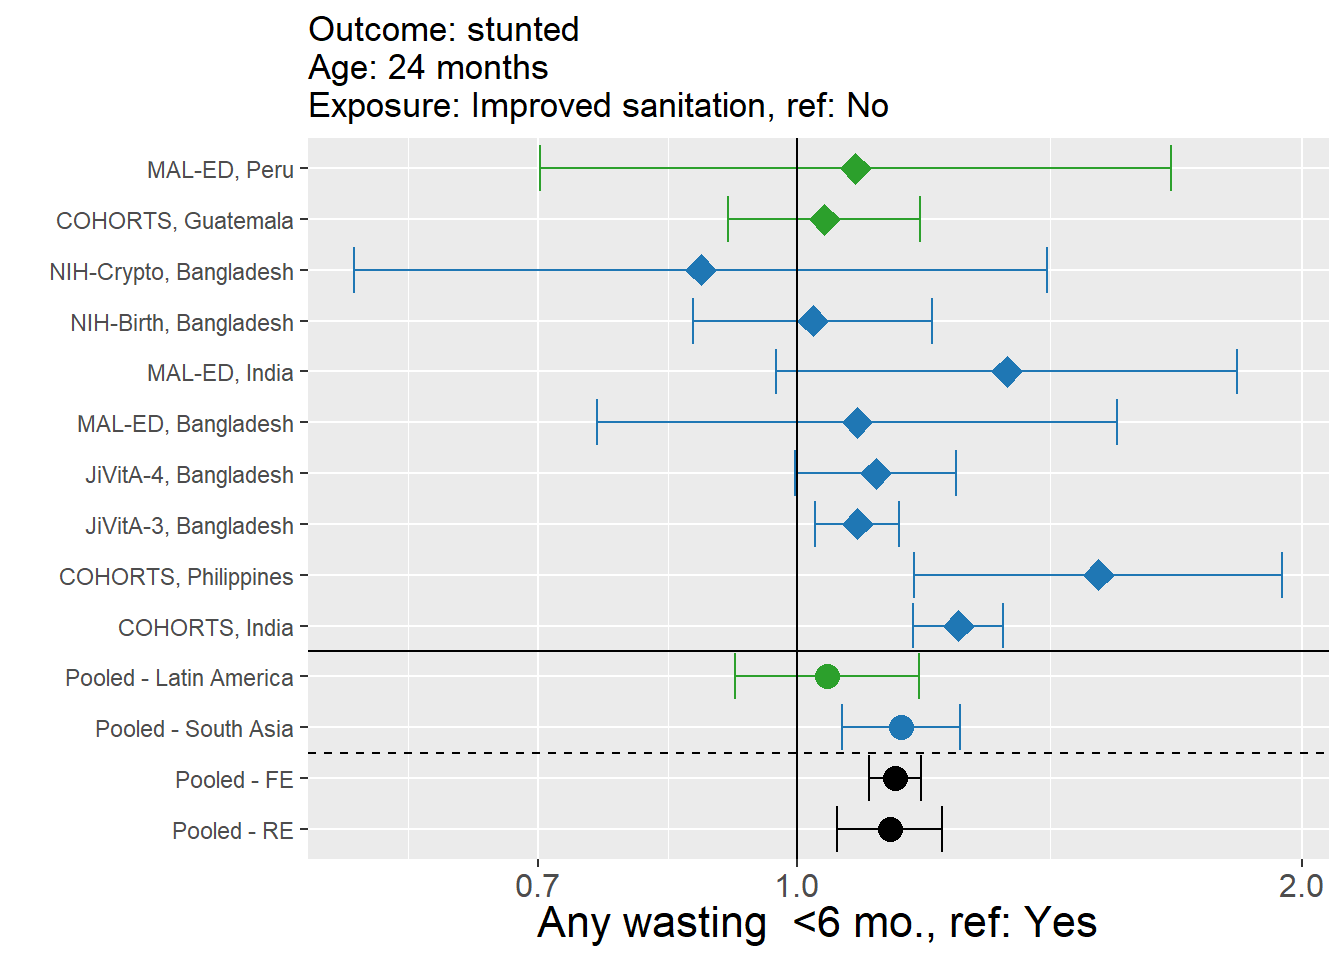 Outcome: stunted
Age: 24 months
Exposure: Improved sanitation, ref: No
MAL-ED, Peru
COHORTS, Guatemala
NIH-Crypto, Bangladesh
NIH-Birth, Bangladesh
MAL-ED, India
MAL-ED, Bangladesh
JiVitA-4, Bangladesh
JiVitA-3, Bangladesh
COHORTS, Philippines
COHORTS, India
Pooled - Latin America
Pooled - South Asia
Pooled - FE
Pooled - RE
0.7 1.0 2.0
Any wasting  <6 mo., ref: Yes